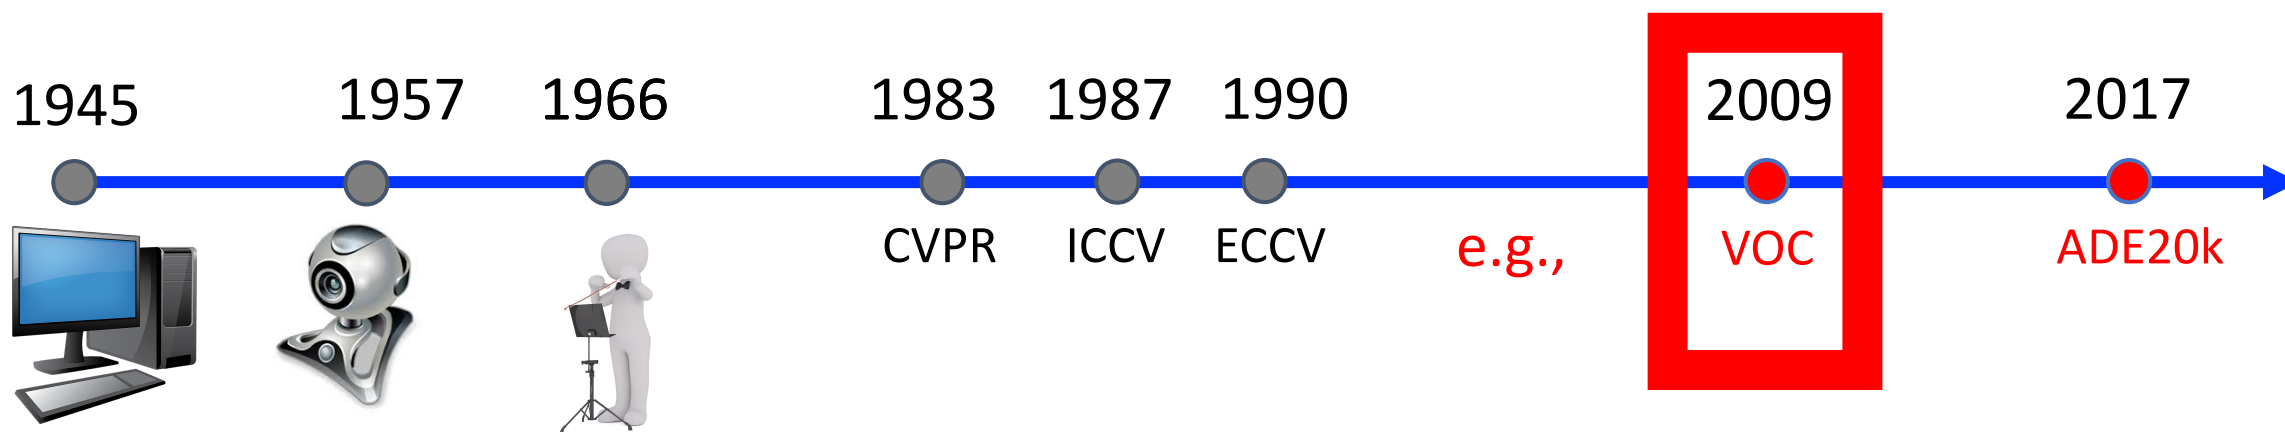 1945 1957 1966 1983 1987 1990 2009 2017
CVPR ICCV ECCV e.g., VOC ADE20k